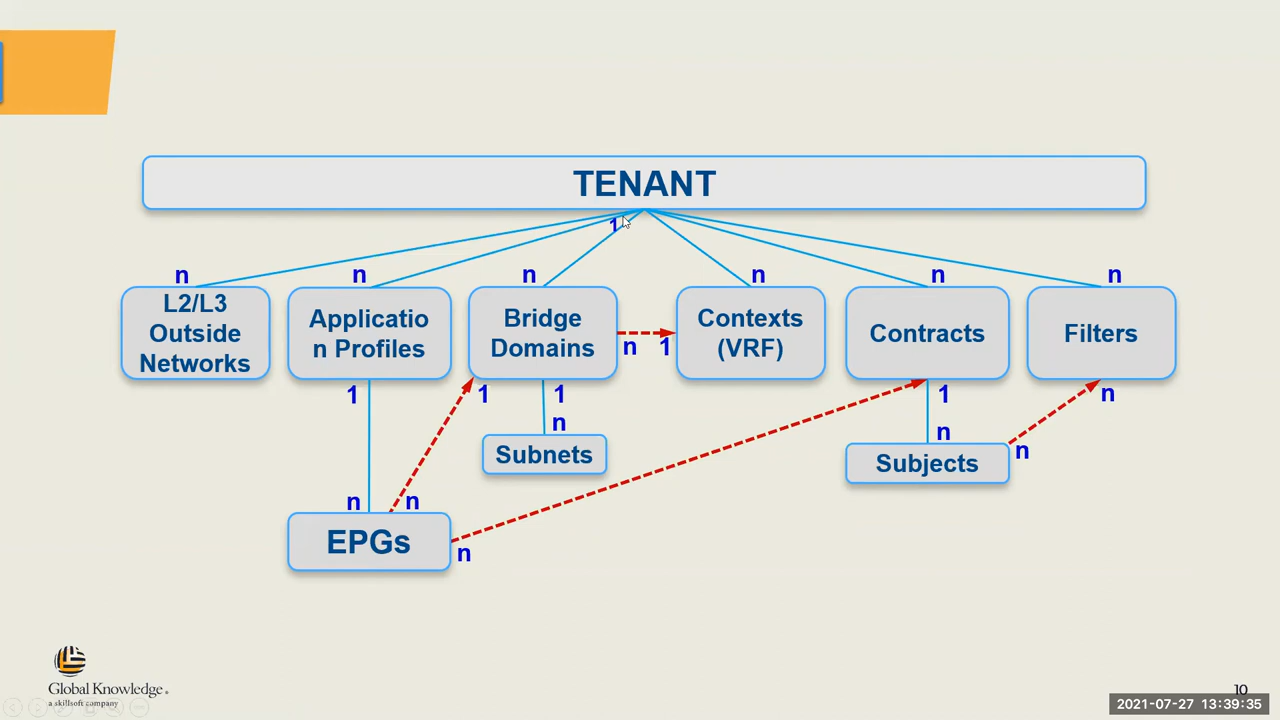 TENANT
1
n
n
n
n
n
n
L2/L3
Outside
Networks
Applicatio
n Profiles
Bridge
Domains
n
1
Contexts
(VRF)
Contracts
Filters
1
1
1
1
n
n
n
Subnets
Subjects
n
n
n
EPGs
n
Global Knowledge®
a skillsoft company
10
2021-07-27 13:39:35